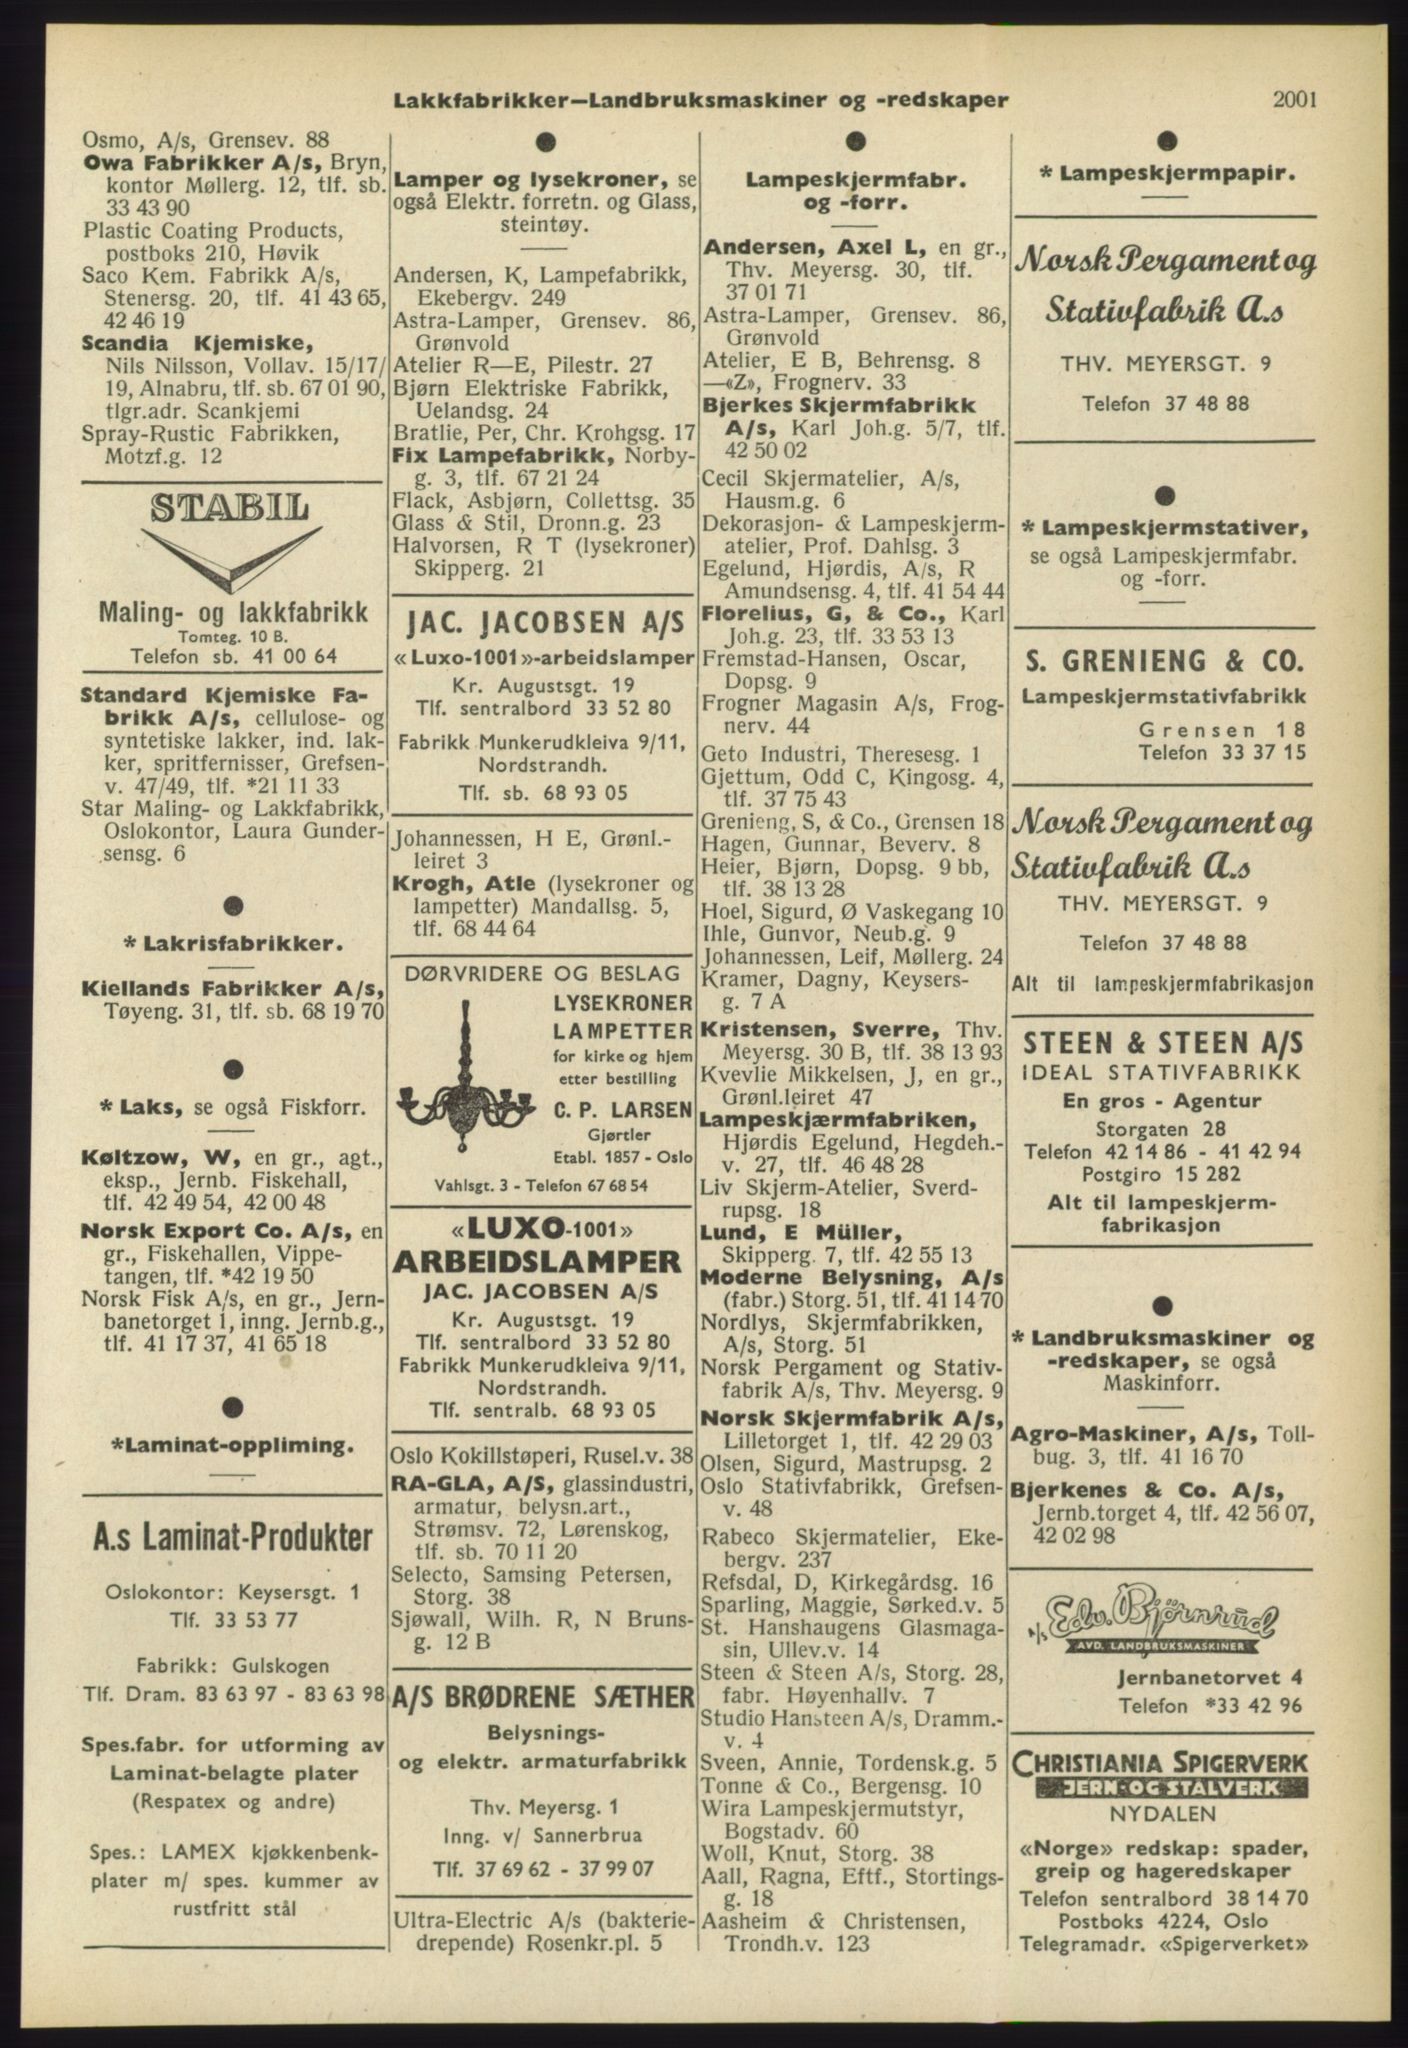 Lakkfabrikker—Landbruksmaskiner og -redskaper
2001
Osmo, A/s, Grensev. 88
Owa Fabrikker A/s, Bryn,
kontor Møllerg. 12, tlf. sb.
33 43 90
Plastic Coating Products,
postboks 210, Høvik
Saco Kem. Fabrikk A/s,
Stenersg. 20, tlf. 41 43 65,
42 46 19
Scandia Kjemiske,
Nils Nilsson, Vollav. 15/17/
19, Alnabru, tlf. sb. 67 01 90,
tlgr.adr. Scankjemi
Spray-Rustic Fabrikken,
Motzf.g. 12
STABIL
Maling- og lakkfabrikk
Tomteg. 10 B.
Telefon sb. 41 00 64
Standard Kjemiske Fa-
brikk A/s, cellulose- og
syntetiske lakker, ind. lak-
ker, spritfernisser, Grefsen-
v. 47/49, tlf. *21 11 33
Star Maling- og Lakkfabrikk,
Oslokontor, Laura Gunder-
sensg. 6
* Lakrisfabrikker.
Kiellands Fabrikker A/s,
Tøyeng. 31, tlf. sb. 68 19 70
* Laks, se også Fiskforr.
Køltzow, W, en gr., agt.,
eksp., Jernb. Fiskehall,
tlf. 42 49 54, 42 00 48
Norsk Export Co. A/s, en
gr., Fiskehallen, Vippe-
tangen, tlf. *42 19 50
Norsk Fisk A/s, en gr., Jern-
banetorget 1, inng. Jernb.g.,
tlf. 41 17 37, 41 65 18
*Laminat-oppliming.
A.s Laminat-Produkter
Oslokontor: Keysersgt. 1
Tlf. 33 53 77
Fabrikk: Gulskogen
Tlf. Dram. 83 63 97 - 83 63 98
Spes.fabr. for utforming av
Laminat-belagte plater
(Respatex og andre)
Spes.: LAMEX kjøkkenbenk-
plater m/ spes. kummer av
rustfritt stål
Lamper og lysekroner, se
også Elektr. forretn. og Glass,
steintøy.
Andersen, K, Lampefabrikk,
Ekebergv. 249
Astra-Lamper, Grensev. 86,
Grønvold
Atelier R—E, Pilestr. 27
Bjørn Elektriske Fabrikk,
Uelandsg. 24
Bratlie, Per, Chr. Krohgsg. 17
Fix Lampefabrikk, Norby-
g. 3, tlf. 67 21 24
Flack, Asbjørn, Collettsg. 35
Glass & Stil, Dronn.g. 23
Halvorsen, R T (lysekroner)
Skipperg. 21
JAC. JACOBSEN A/S
«Luxo-1001»-arbeidslamper
Kr. Augustsgt. 19
Tlf. sentralbord 33 52 80
Fabrikk Munkerudkleiva 9/11,
Nordstrandh.
Tlf. sb. 68 93 05
Johannessen, H E, Grønl.-
leiret 3
Krogh, Atle (lysekroner og
lampetter) Mandallsg. 5,
tlf. 68 44 64
DØRVRIDERE OG BESLAG
LYSEKRONER
LAMPETTER
for kirke og hjem
etter bestilling
C. P. LARSEN
Gjørtler
Etabl. 1857 - Oslo
Vahlsgt. 3 - Telefon 67 68 54
«LUXO-1001»
ARBEIDSLAMPER
JAC. JACOBSEN A/S
Kr. Augustsgt. 19
Tlf. sentralbord 33 52 80
Fabrikk Munkerudkleiva 9/11,
Nordstrandh.
Tlf. sentralb. 68 93 05
Oslo Kokillstøperi, Rusel.v. 38
RA-GLA, A/S, glassindustri,
armatur, belysn.art.,
Strømsv. 72, Lørenskog,
tlf. sb. 70 11 20
Selecto, Samsing Petersen,
Storg. 38
Sjøwall, Wilh. R, N Bruns-
g. 12 B
A/S BRØDRENE SÆTHER
Belysnings-
og elektr. armaturfabrikk
Thv. Meyersg. 1
Inng. v/ Sannerbrua
Tlf. 37 69 62 - 37 99 07
Ultra-Electric A/s (bakterie-
drepende) Rosenkr.pl. 5
Lampeskjermfabr.
og -forr.
Andersen, Axel L, en gr.,
Thv. Meyersg. 30, tlf.
37 01 71
Astra-Lamper, Grensev. 86,
Grønvold
Atelier, E B, Behrensg. 8
—«Z», Frognerv. 33
Bjerkes Skjermfabrikk
A/s, Karl Joh.g. 5/7, tlf.
42 50 02
Cecil Skjermatelier, A/s,
Hausm.g. 6
Dekorasjon- & Lampeskjerm-
atelier, Prof. Dahlsg. 3
Egelund, Hjørdis, A/s, R
Amundsensg. 4, tlf. 41 54 44
Florelius, G, & Co., Karl
Joh.g. 23, tlf. 33 53 13
Fremstad-Hansen, Oscar,
Dopsg. 9
Frogner Magasin A/s, Frog-
nerv. 44
Geto Industri, Theresesg. 1
Gjettum, Odd C, Kingosg. 4,
tlf. 37 75 43
Grenieng, S, & Co., Grensen 18
Hagen, Gunnar, Beverv. 8
Heier, Bjørn, Dopsg. 9 bb,
tlf. 38 13 28
Hoel, Sigurd, Ø Vaskegang 10
Ihle, Gunvor, Neub.g. 9
Johannessen, Leif, Møllerg. 24
Kramer, Dagny, Keysers-
g. 7 A
Kristensen, Sverre, Thv.
Meyersg. 30 B, tlf. 38 13 93
Kvevlie Mikkelsen, J, en gr.,
Grønl.leiret 47
Lampeskjærmfabriken,
Hjørdis Egelund, Hegdeh.-
v. 27, tlf. 46 48 28
Liv Skjerm-Atelier, Sverd-
rupsg. 18
Lund, E Müller,
Skipperg. 7, tlf. 42 55 13
Moderne Belysning, A/s
(fabr.) Storg. 51, tlf. 41 14 70
Nordlys, Skjermfabrikken,
A/s, Storg. 51
Norsk Pergament og Stativ-
fabrik A/s, Thv. Meyersg. 9
Norsk Skjermfabrik A/s,
Lilletorget 1, tlf. 42 29 03
Olsen, Sigurd, Mastrupsg. 2
Oslo Stativfabrikk, Grefsen-
v. 48
Rabeco Skjermatelier, Eke-
bergv. 237
Refsdal, D, Kirkegårdsg. 16
Sparling, Maggie, Sørked.v. 5
St. Hanshaugens Glasmaga-
sin, Ullev.v. 14
Steen & Steen A/s, Storg. 28,
fabr. Høyenhallv. 7
Studio Hansteen A/s, Dramm.-
v. 4
Sveen, Annie, Tordensk.g. 5
Tonne & Co., Bergensg. 10
Wira Lampeskjermutstyr,
Bogstadv. 60
Woll, Knut, Storg. 38
Aall, Ragna, Eftf., Stortings-
g. 18
Aasheim & Christensen,
Trondh.v. 123
* Lampeskjermpapir.
Norsk Pergament og
Stativfabrik A.s
THV. MEYERSGT. 9
Telefon 37 48 88
* Lampeskjermstativer,
se også Lampeskjermfabr.
og -forr.
S. GRENIENG & CO.
Lampeskjermstativfabrikk
Grensen 18
Telefon 33 37 15
Norsk Pergament og
Stativfabrik A.s
THV. MEYERSGT. 9
Telefon 37 48 88
Alt til lampeskjermfabrikasjon
STEEN & STEEN A/S
IDEAL STATIVFABRIKK
En gros - Agentur
Storgaten 28
Telefon 42 14 86 - 41 42 94
Postgiro 15 282
Alt til lampeskjerm-
fabrikasjon
* Landbruksmaskiner og
-redskaper, se også
Maskinforr.
Agro-Maskiner, A/s, Toll-
bug. 3, tlf. 41 16 70
Bjerkenes & Co. A/s,
Jernb.torget 4, tlf. 42 56 07,
42 02 98
A/s Edv. Bjørnrud
AVD. LANDBRUKSMASKINER
Jernbanetorvet 4
Telefon *33 42 96
CHRISTIANIA SPIGERVERK
JERN- OG STÅLVERK
NYDALEN
«Norge» redskap: spader,
greip og hageredskaper
Telefon sentralbord 38 14 70
Postboks 4224, Oslo
Telegramadr. «Spigerverket»